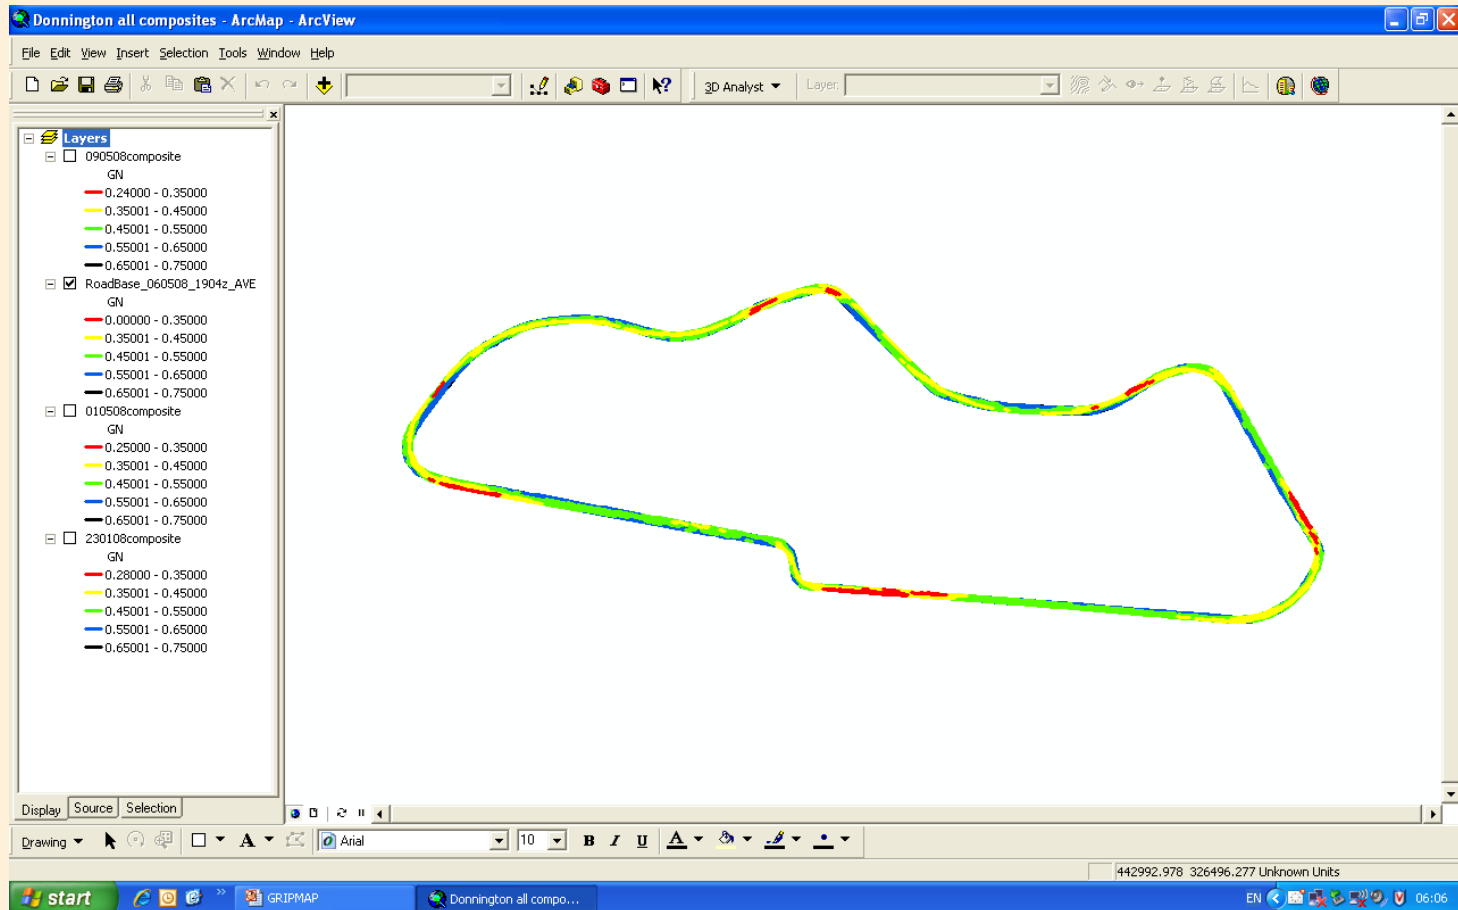 Donnington all composites - ArcMap - ArcView
File Edit View Insert Selection Tools Window Help
3D Analyst Layer:
Layers
090508composite
GN
0.24000 - 0.35000
0.35001 - 0.45000
0.45001 - 0.55000
0.55001 - 0.65000
0.65001 - 0.75000
RoadBase_060508_1904z_AVE
GN
0.00000 - 0.35000
0.35001 - 0.45000
0.45001 - 0.55000
0.55001 - 0.65000
0.65001 - 0.75000
010508composite
GN
0.25000 - 0.35000
0.35001 - 0.45000
0.45001 - 0.55000
0.55001 - 0.65000
0.65001 - 0.75000
230108composite
GN
0.28000 - 0.35000
0.35001 - 0.45000
0.45001 - 0.55000
0.55001 - 0.65000
0.65001 - 0.75000
Display Source Selection
Drawing A Arial 10 B I U A
442992.978 326496.277 Unknown Units
start GRIPMAP Donnington all compo... EN 06:06